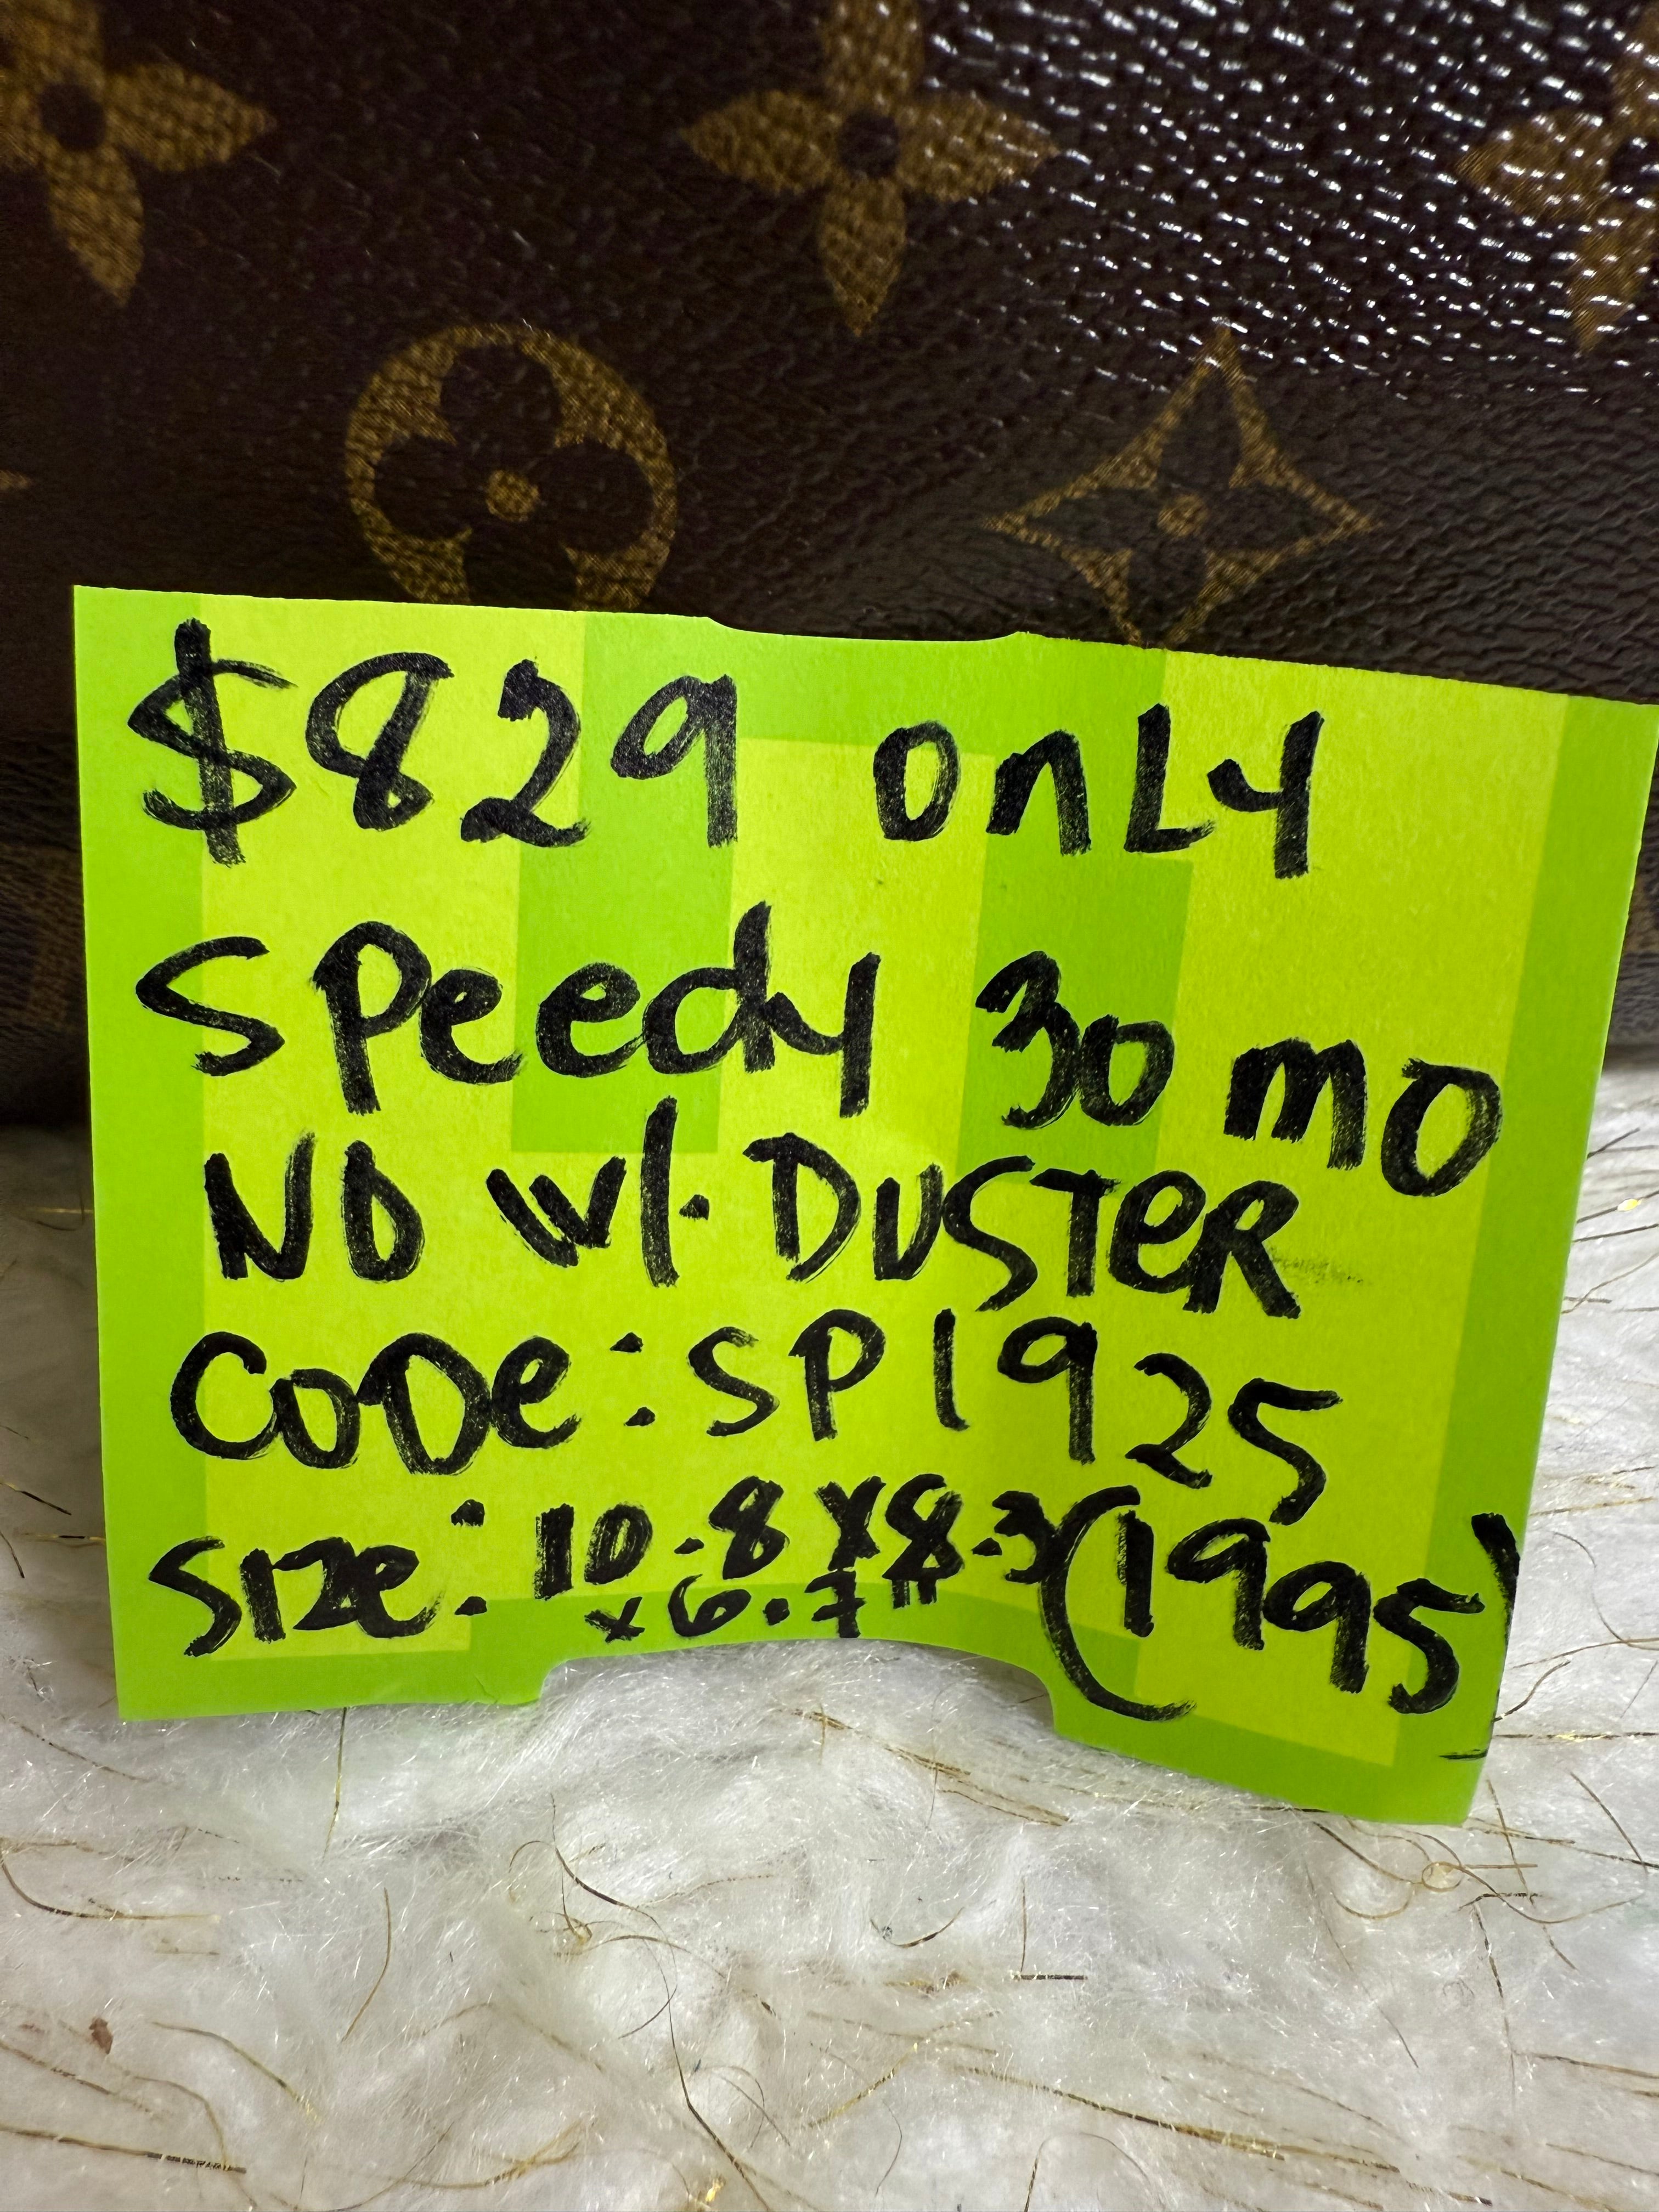 $829 only
Speedy 30 mo
NO w/. DUSTER
CODe: SP1925
SIZe: 10.8 x 8.3 (1995)
x 6.7"